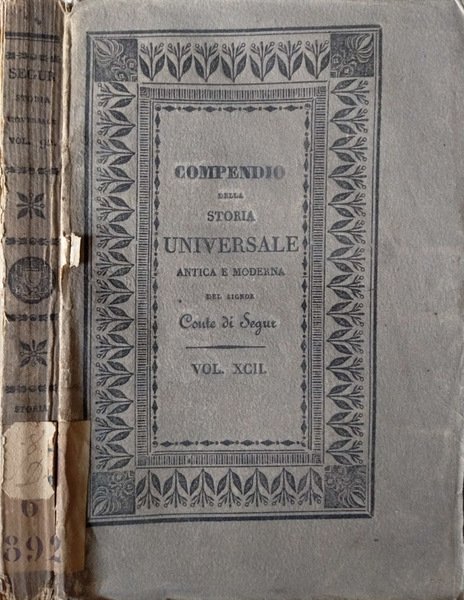 SEGUR
STORIA
UNIVERSALE
VOL.
STORIA
O
892
COMPENDIO
DELLA
STORIA
UNIVERSALE
ANTICA E MODERNA
DEL SIGNOR
Conte di Segur
VOL. XCII.